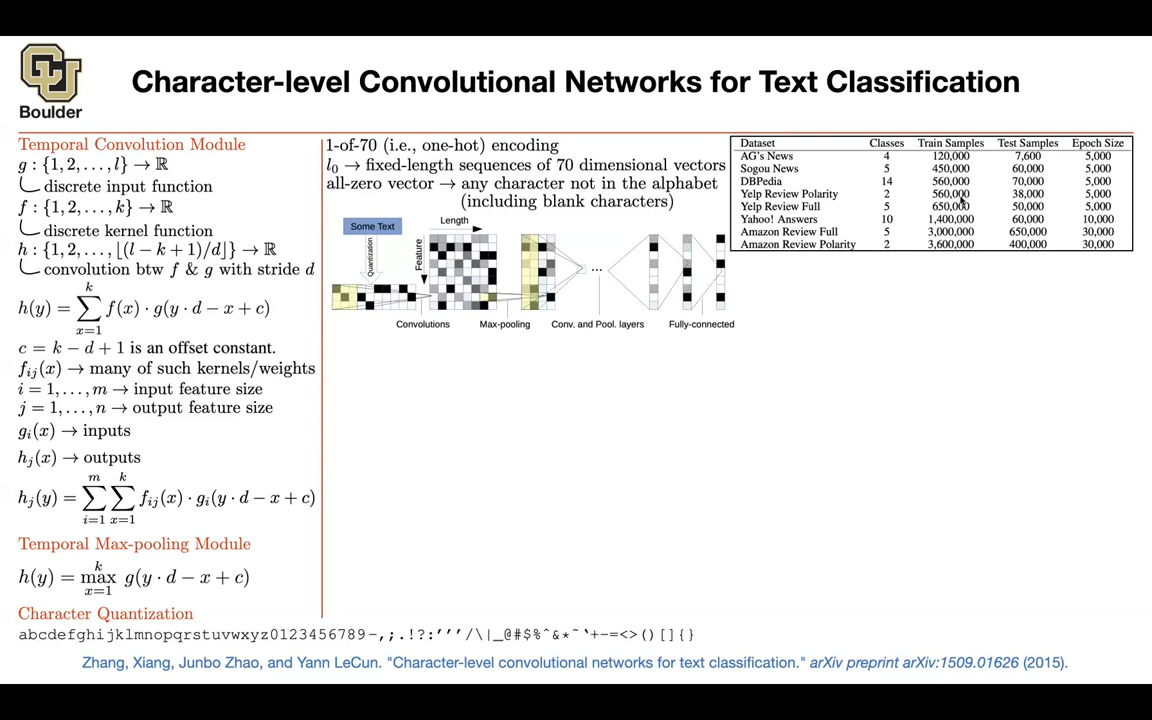 Boulder
Character-level Convolutional Networks for Text Classification
Temporal Convolution Module
g : {1, 2, . . . , l} → ℝ
discrete input function
f : {1, 2, . . . , k} → ℝ
discrete kernel function
h : {1, 2, . . . , ⌊(l − k + 1)/d⌋} → ℝ
convolution btw f & g with stride d
h(y) = ∑_{x=1}^{k} f(x) · g(y · d − x + c)
c = k − d + 1 is an offset constant.
f_{ij}(x) → many of such kernels/weights
i = 1, . . . , m → input feature size
j = 1, . . . , n → output feature size
g_i(x) → inputs
h_j(x) → outputs
h_j(y) = ∑_{i=1}^{m} ∑_{x=1}^{k} f_{ij}(x) · g_i(y · d − x + c)
Temporal Max-pooling Module
h(y) = max_{x=1}^{k} g(y · d − x + c)
Character Quantization
abcdefghijklmnopqrstuvwxyz0123456789-,;.!?:’’’/\|_@#$%ˆ&*˜‘+-=<>()[]{}
1-of-70 (i.e., one-hot) encoding
l_0 → fixed-length sequences of 70 dimensional vectors
all-zero vector → any character not in the alphabet
(including blank characters)
Some Text
Quantization
Length
Feature
...
Convolutions
Max-pooling
Conv. and Pool. layers
Fully-connected
Dataset Classes Train Samples Test Samples Epoch Size
AG's News 4 120,000 7,600 5,000
Sogou News 5 450,000 60,000 5,000
DBPedia 14 560,000 70,000 5,000
Yelp Review Polarity 2 560,000 38,000 5,000
Yelp Review Full 5 650,000 50,000 5,000
Yahoo! Answers 10 1,400,000 60,000 10,000
Amazon Review Full 5 3,000,000 650,000 30,000
Amazon Review Polarity 2 3,600,000 400,000 30,000
Zhang, Xiang, Junbo Zhao, and Yann LeCun. "Character-level convolutional networks for text classification." arXiv preprint arXiv:1509.01626 (2015).